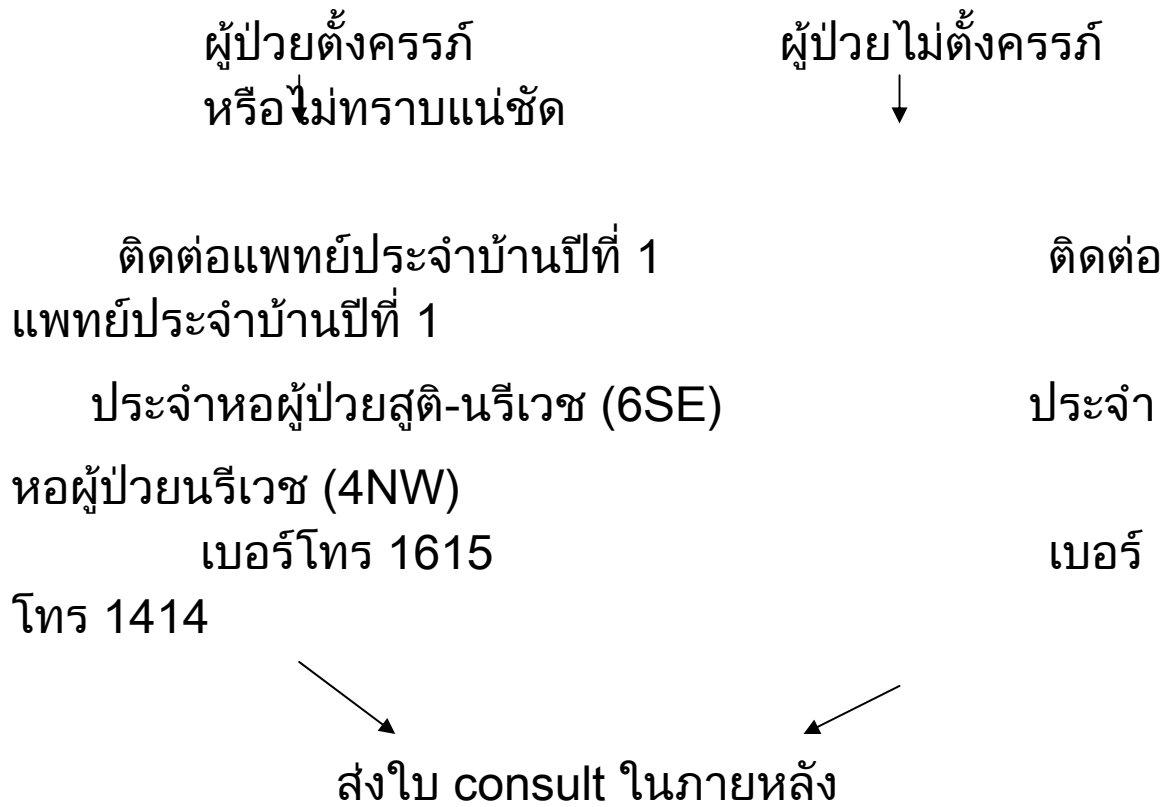 ผู้ป่วยตั้งครรภ์ ผู้ป่วยไม่ตั้งครรภ์
หรือไม่ทราบแน่ชัด
ติดต่อแพทย์ประจำบ้านปีที่ 1 ติดต่อ
แพทย์ประจำบ้านปีที่ 1
ประจำหอผู้ป่วยสูติ-นรีเวช (6SE) ประจำ
หอผู้ป่วยนรีเวช (4NW)
เบอร์โทร 1615 เบอร์
โทร 1414
ส่งใบ consult ในภายหลัง